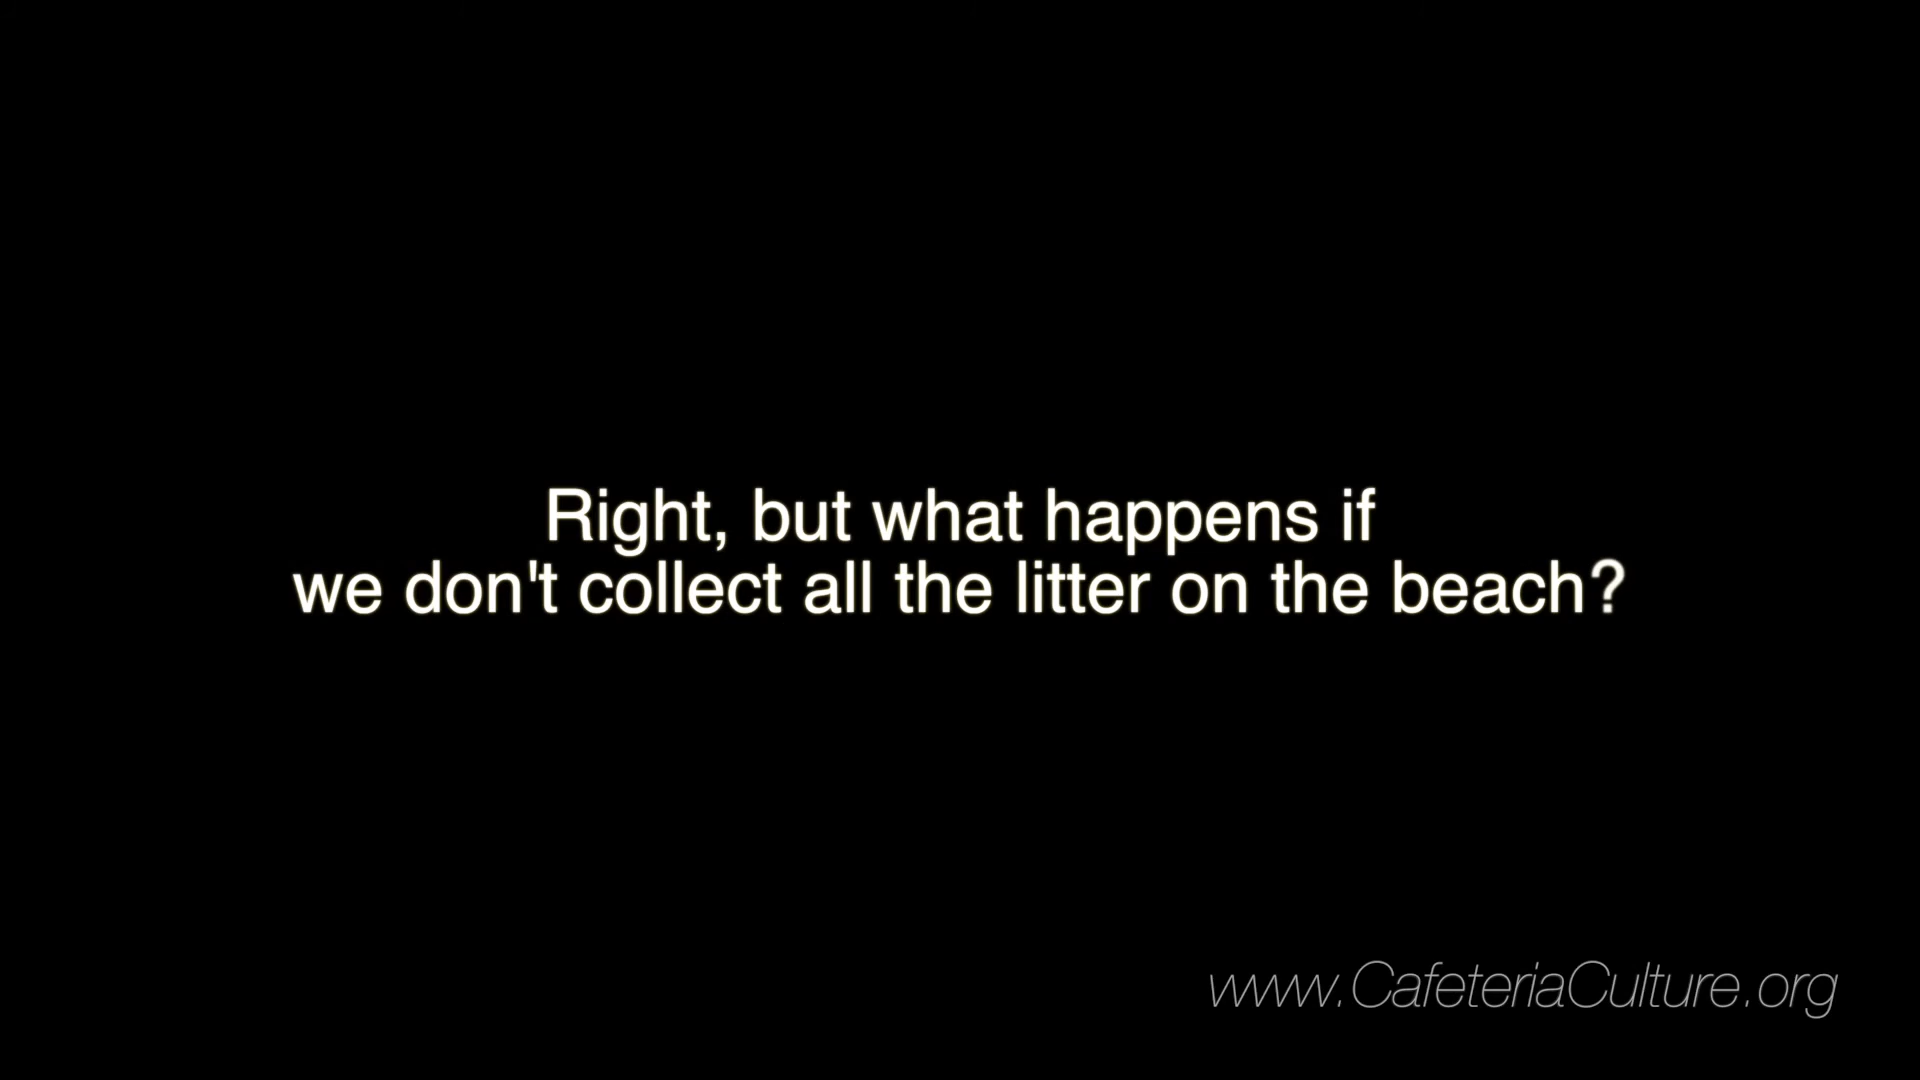 Right, but what happens if
we don't collect all the litter on the beach?
www.CafeteriaCulture.org